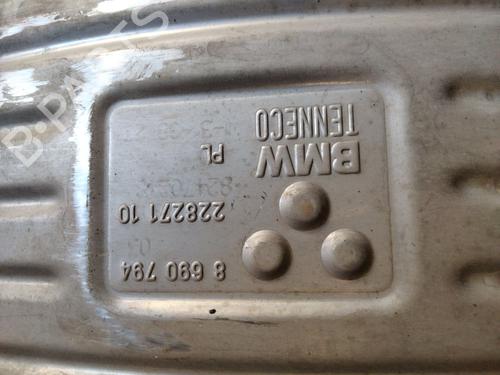 BMW
TENNECO
PL
228271 10
8 690 794
B-PARTS